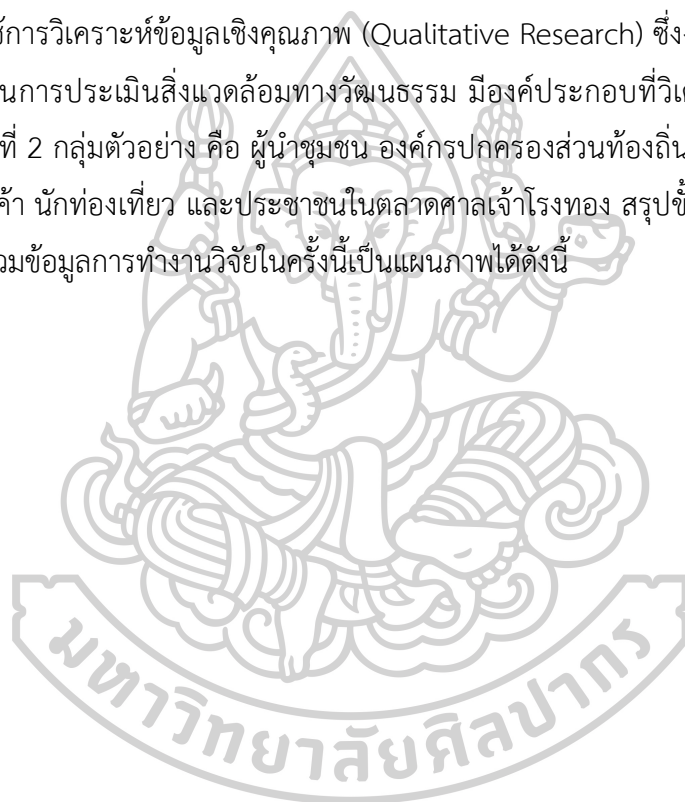 การวิเคราะห์ข้อมูลเชิงคุณภาพ (Qualitative Research) ซึ่ง
นการประเมินสิ่งแวดล้อมทางวัฒนธรรม มีองค์ประกอบที่
ที่ 2 กลุ่มตัวอย่าง คือ ผู้นำชุมชน องค์กรปกครองส่วนท้องถิ่น
ค้า นักท่องเที่ยว และประชาชนในตลาดศาลเจ้าโรงทอง สรุป
วมข้อมูลการทำงานวิจัยในครั้งนี้เป็นแผนภาพได้ดังนี้
มหาวิทยาลัยศิลปากร